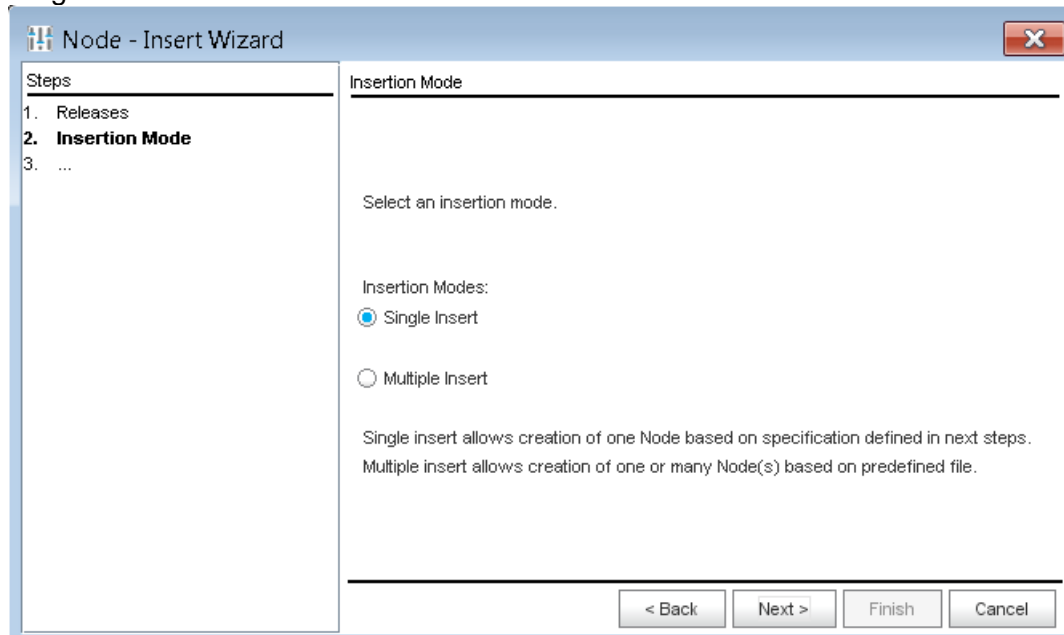 Node - Insert Wizard
Steps
1. Releases
2. Insertion Mode
3. ...
Insertion Mode
Select an insertion mode.
Insertion Modes:
Single Insert
Multiple Insert
Single insert allows creation of one Node based on specification defined in next steps.
Multiple insert allows creation of one or many Node(s) based on predefined file.
< Back Next > Finish Cancel